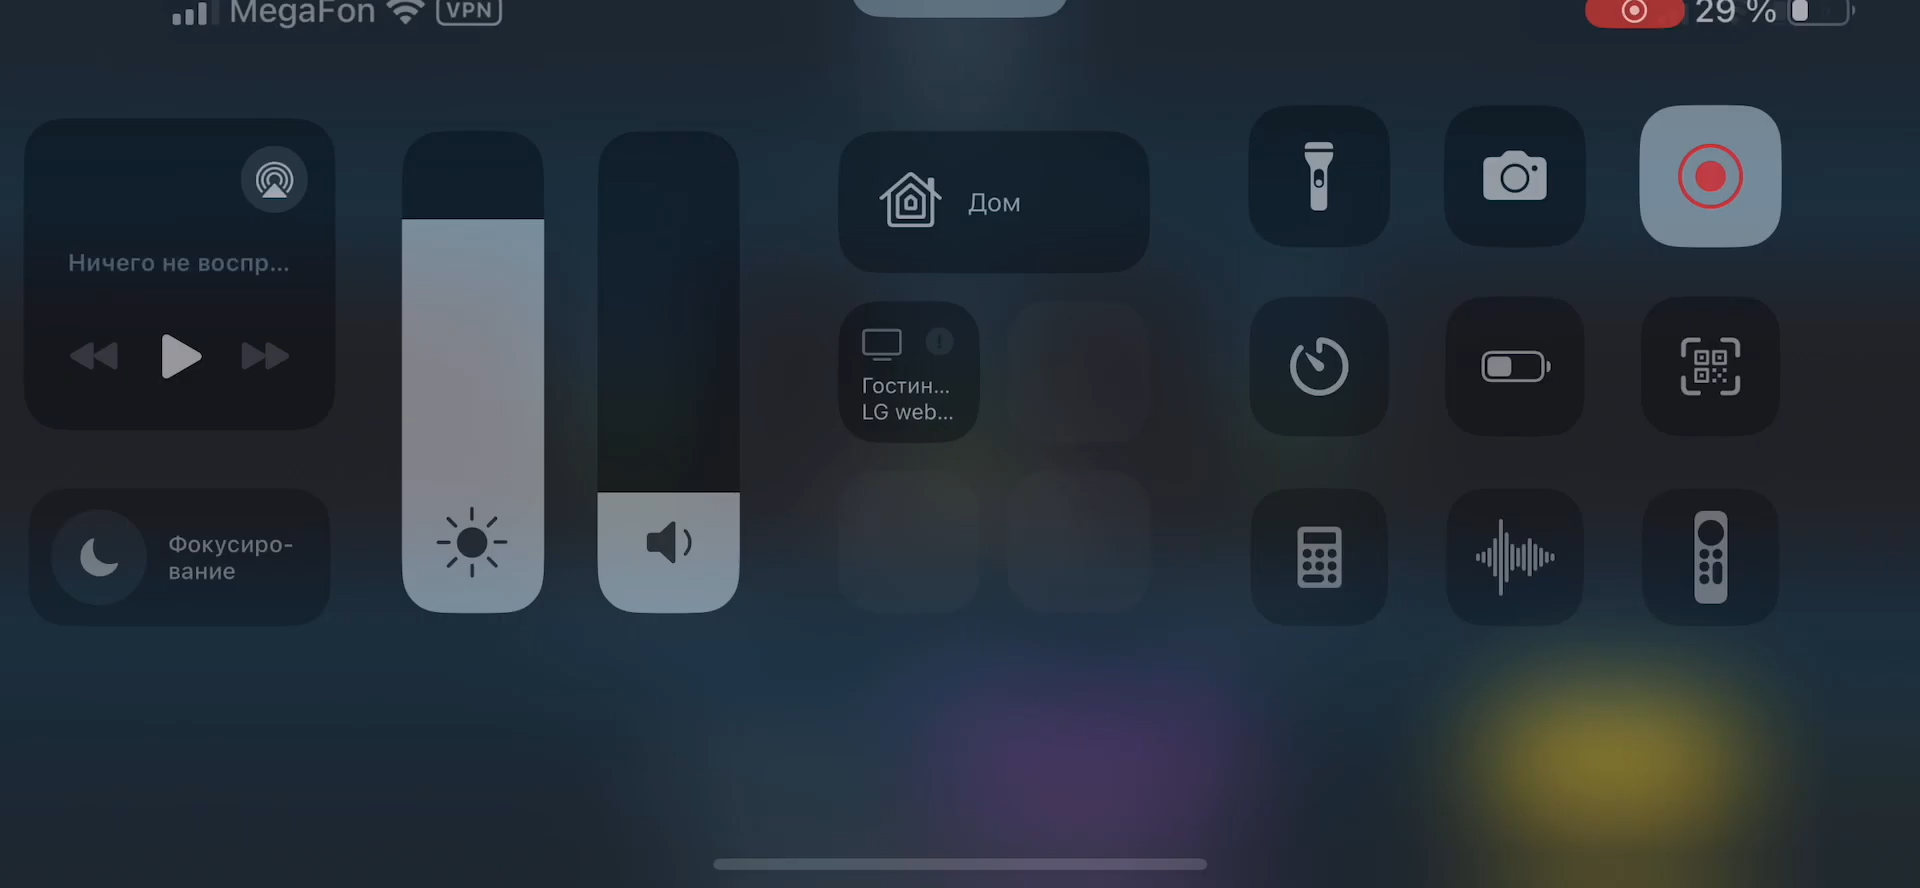 MegaFon VPN
29 %
Ничего не воспр...
Дом
Гостин...
LG web...
Фокусиро-
вание